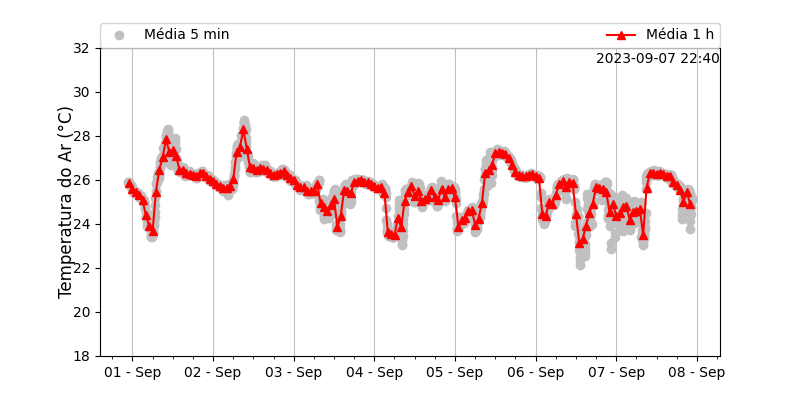 Média 5 min
Média 1 h
2023-09-07 22:40
Temperatura do Ar (°C)
32
30
28
26
24
22
20
18
01 - Sep
02 - Sep
03 - Sep
04 - Sep
05 - Sep
06 - Sep
07 - Sep
08 - Sep